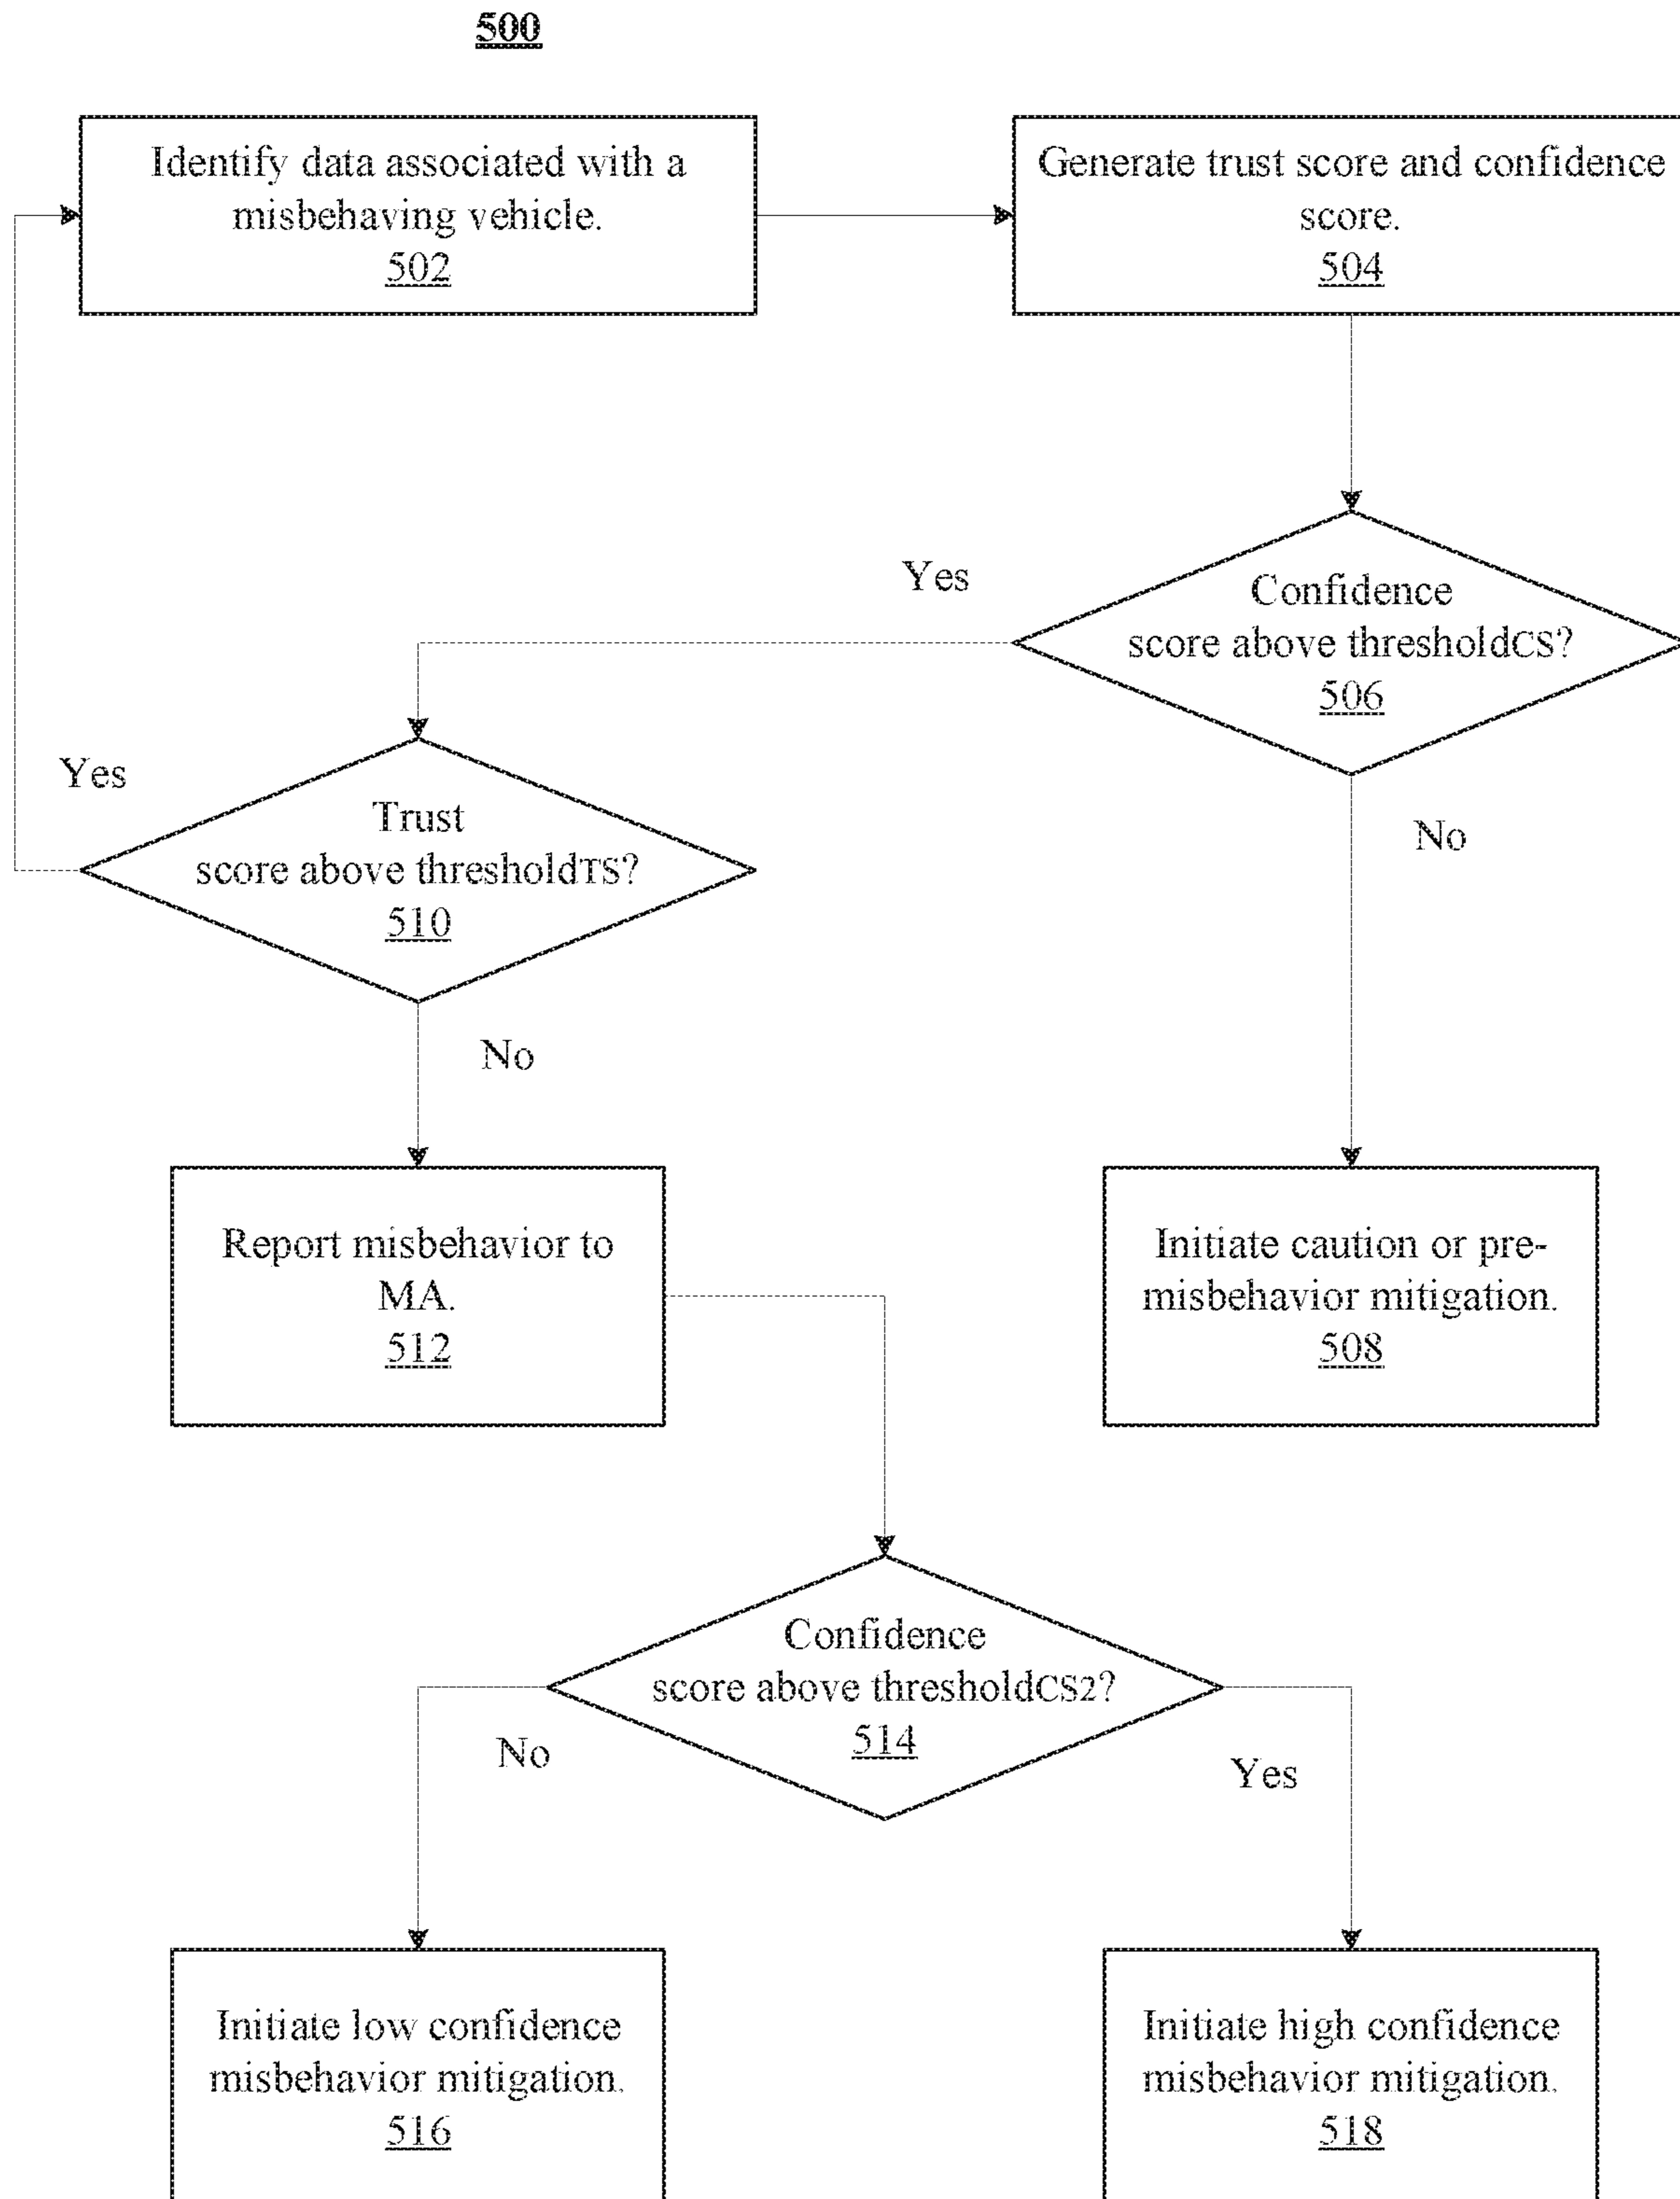 500
Identify data associated with a
misbehaving vehicle.
502
Generate trust score and confidence
score.
504
Confidence
score above thresholdCS?
506
Yes
No
Trust
score above thresholdTS?
510
Yes
No
Report misbehavior to
MA.
512
Initiate caution or pre-
misbehavior mitigation.
508
Confidence
score above thresholdCS2?
514
No
Yes
Initiate low confidence
misbehavior mitigation.
516
Initiate high confidence
misbehavior mitigation.
518